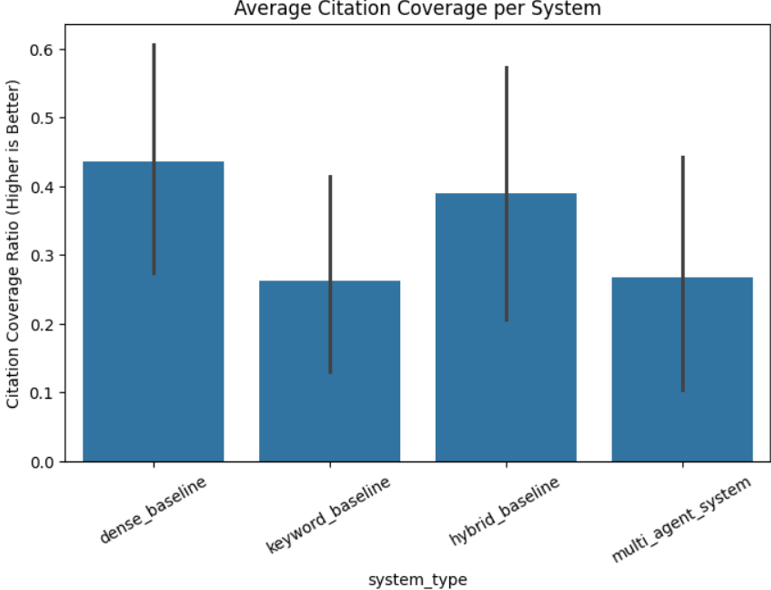 Average Citation Coverage per System
Citation Coverage Ratio (Higher is Better)
0.6
0.5
0.4
0.3
0.2
0.1
0.0
dense_baseline
keyword_baseline
hybrid_baseline
multi_agent_system
system_type